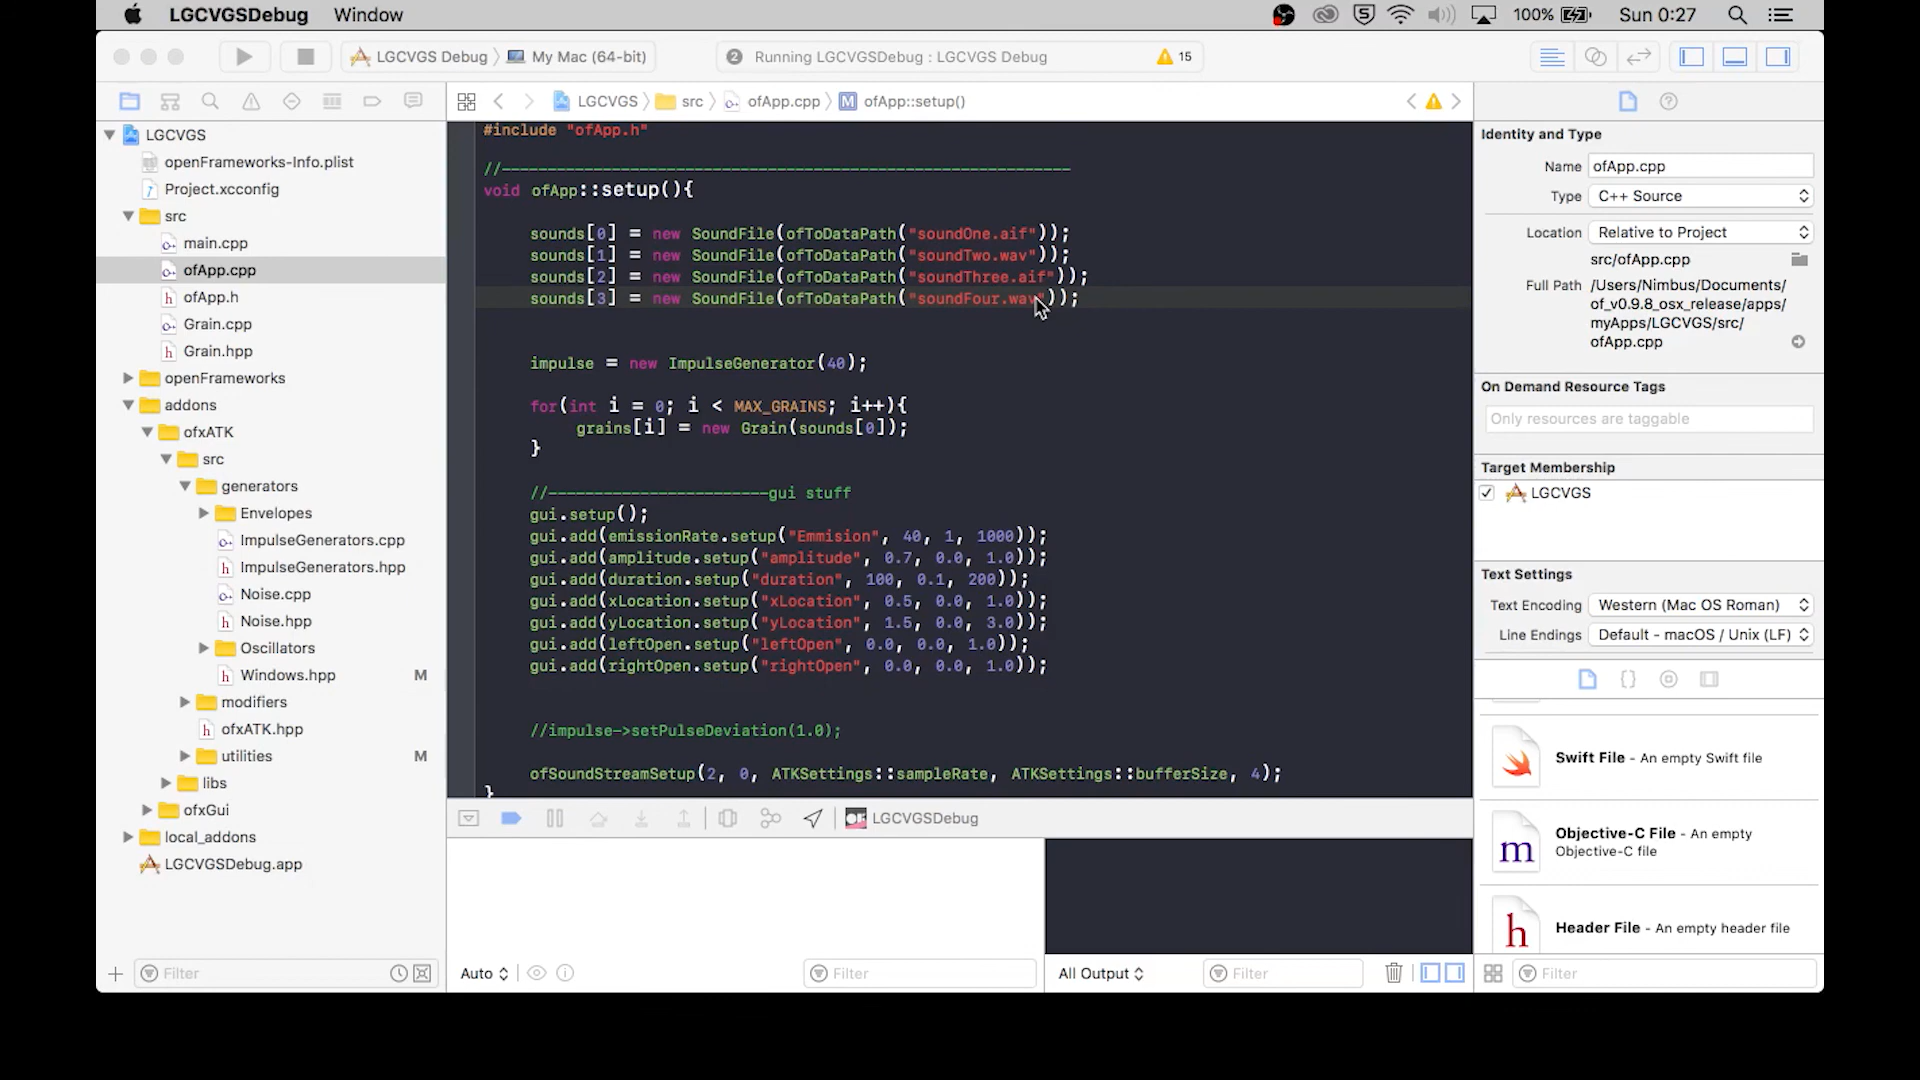 LGCVGSDebug Window 100% Sun 0:27
LGCVGS Debug My Mac (64-bit) 2 Running LGCVGSDebug : LGCVGS Debug 15
LGCVGS src ofApp.cpp M ofApp::setup()
LGCVGS
openFrameworks-Info.plist
Project.xcconfig
src
main.cpp
ofApp.cpp
ofApp.h
Grain.cpp
Grain.hpp
openFrameworks
addons
ofxATK
src
generators
Envelopes
ImpulseGenerators.cpp
ImpulseGenerators.hpp
Noise.cpp
Noise.hpp
Oscillators
Windows.hpp M
modifiers
ofxATK.hpp
utilities M
libs
ofxGui
local_addons
LGCVGSDebug.app
Filter
#include "ofApp.h"
//--------------------------------------------------------------
void ofApp::setup(){
sounds[0] = new SoundFile(ofToDataPath("soundOne.aif"));
sounds[1] = new SoundFile(ofToDataPath("soundTwo.wav"));
sounds[2] = new SoundFile(ofToDataPath("soundThree.aif"));
sounds[3] = new SoundFile(ofToDataPath("soundFour.wav"));
impulse = new ImpulseGenerator(40);
for(int i = 0; i < MAX_GRAINS; i++){
grains[i] = new Grain(sounds[0]);
}
//------------------------gui stuff
gui.setup();
gui.add(emissionRate.setup("Emmision", 40, 1, 1000));
gui.add(amplitude.setup("amplitude", 0.7, 0.0, 1.0));
gui.add(duration.setup("duration", 100, 0.1, 200));
gui.add(xLocation.setup("xLocation", 0.5, 0.0, 1.0));
gui.add(yLocation.setup("yLocation", 1.5, 0.0, 3.0));
gui.add(leftOpen.setup("leftOpen", 0.0, 0.0, 1.0));
gui.add(rightOpen.setup("rightOpen", 0.0, 0.0, 1.0));
//impulse->setPulseDeviation(1.0);
ofSoundStreamSetup(2, 0, ATKSettings::sampleRate, ATKSettings::bufferSize, 4);
}
LGCVGSDebug
Auto Filter All Output Filter
Identity and Type
Name ofApp.cpp
Type C++ Source
Location Relative to Project
src/ofApp.cpp
Full Path /Users/Nimbus/Documents/
of_v0.9.8_osx_release/apps/
myApps/LGCVGS/src/
ofApp.cpp
On Demand Resource Tags
Only resources are taggable
Target Membership
LGCVGS
Text Settings
Text Encoding Western (Mac OS Roman)
Line Endings Default - macOS / Unix (LF)
Swift File - An empty Swift file
m Objective-C File - An empty
Objective-C file
h Header File - An empty header file
Filter